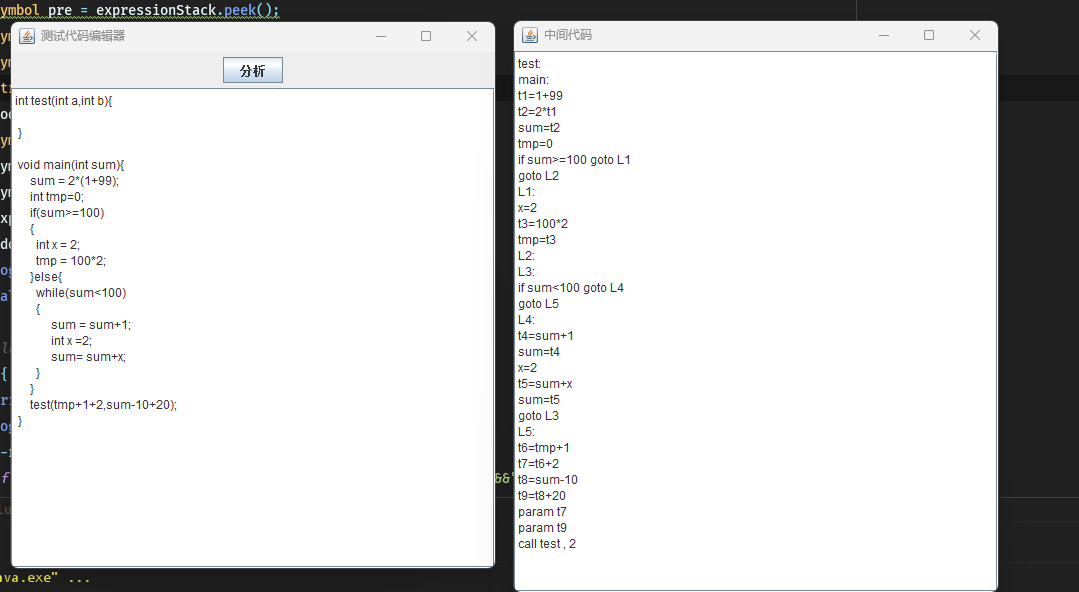 ymbol pre = expressionStack.peek();
测试代码编辑器
分析
int test(int a,int b){
}
void main(int sum){
sum = 2*(1+99);
int tmp=0;
if(sum>=100)
{
int x = 2;
tmp = 100*2;
}else{
while(sum<100)
{
sum = sum+1;
int x =2;
sum= sum+x;
}
}
test(tmp+1+2,sum-10+20);
}
中间代码
test:
main:
t1=1+99
t2=2*t1
sum=t2
tmp=0
if sum>=100 goto L1
goto L2
L1:
x=2
t3=100*2
tmp=t3
L2:
L3:
if sum<100 goto L4
goto L5
L4:
t4=sum+1
sum=t4
x=2
t5=sum+x
sum=t5
goto L3
L5:
t6=tmp+1
t7=t6+2
t8=sum-10
t9=t8+20
param t7
param t9
call test , 2
&&
ava.exe" ...